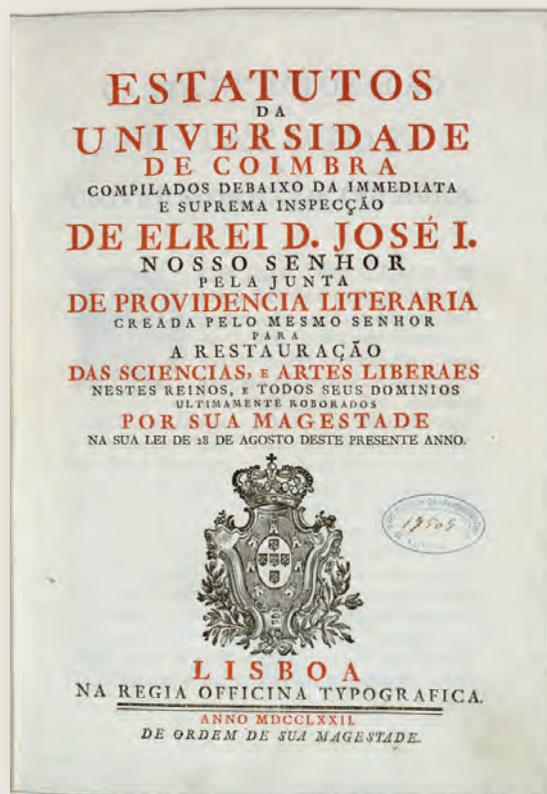 ESTATUTOS
DA
UNIVERSIDADE
DE COIMBRA
COMPILADOS DEBAIXO DA IMMEDIATA
E SUPREMA INSPECÇÃO
DE ELREI D. JOSÉ I.
NOSSO SENHOR
PELA JUNTA
DE PROVIDENCIA LITERARIA
CREADA PELO MESMO SENHOR
PARA
A RESTAURAÇÃO
DAS SCIENCIAS, E ARTES LIBERAES
NESTES REINOS, E TODOS SEUS DOMINIOS
ULTIMAMENTE ROBORADOS
POR SUA MAGESTADE
NA SUA LEI DE 28 DE AGOSTO DESTE PRESENTE ANNO.
LISBOA
NA REGIA OFFICINA TYPOGRAFICA.
ANNO MDCCLXXII.
DE ORDEM DE SUA MAGESTADE.